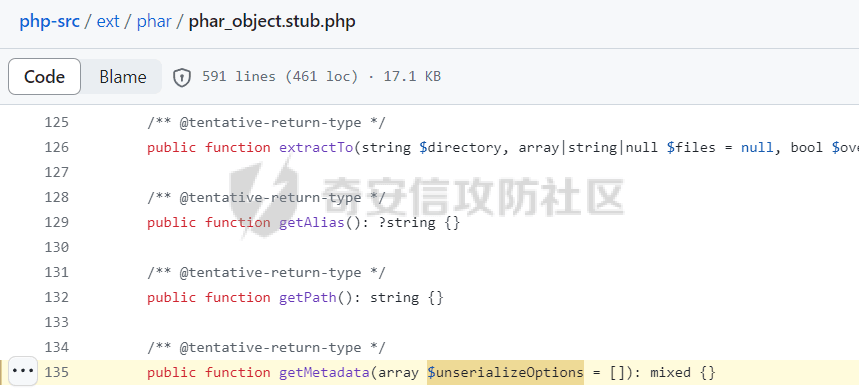 php-src / ext / phar / phar_object.stub.php
Code Blame 591 lines (461 loc) · 17.1 KB
125 /** @tentative-return-type */
126 public function extractTo(string $directory, array|string|null $files = null, bool $ove
127
128 /** @tentative-return-type */
129 public function getAlias(): ?string {}
130
131 /** @tentative-return-type */
132 public function getPath(): string {}
133
134 /** @tentative-return-type */
135 public function getMetadata(array $unserializeOptions = []): mixed {}
奇安信攻防社区